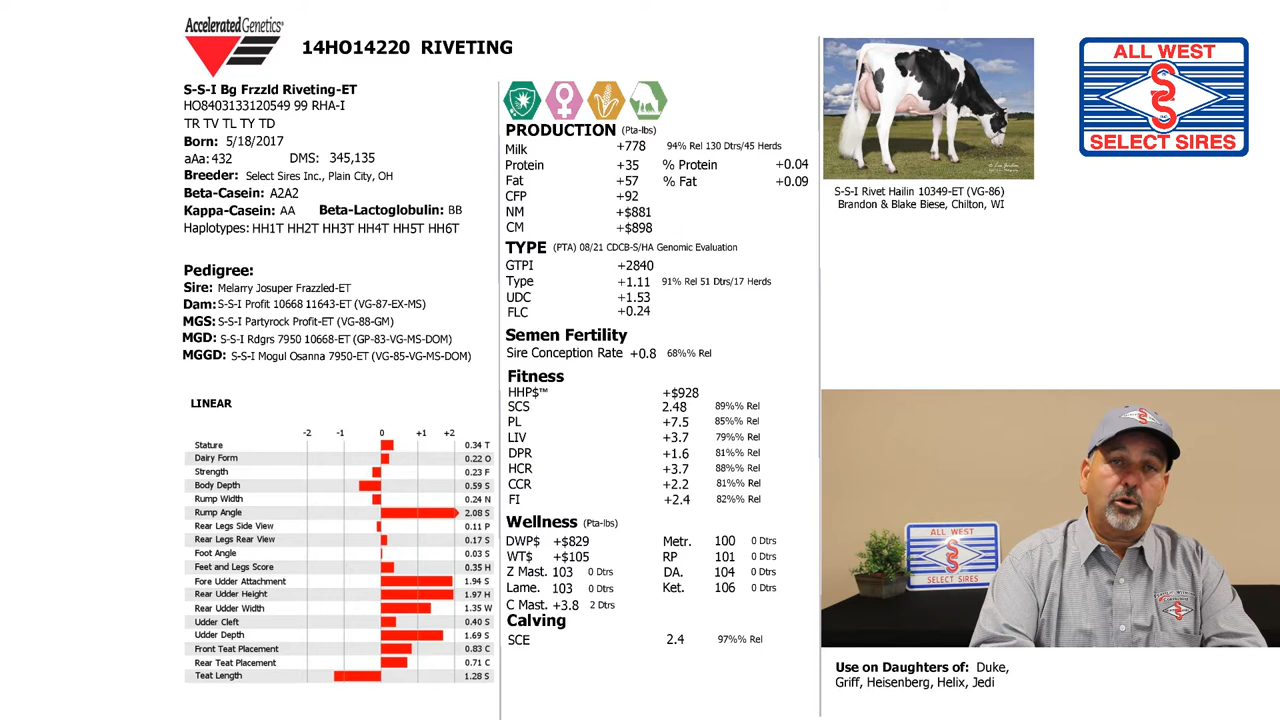 Accelerated Genetics
14HO14220 RIVETING
S-S-I Bg Frzzld Riveting-ET
HO8403133120549 99 RHA-I
TR TV TL TY TD
Born: 5/18/2017
aAa: 432 DMS: 345,135
Breeder: Select Sires Inc., Plain City, OH
Beta-Casein: A2A2
Kappa-Casein: AA Beta-Lactoglobulin: BB
Haplotypes: HH1T HH2T HH3T HH4T HH5T HH6T
Pedigree:
Sire: Melarry Josuper Frazzled-ET
Dam: S-S-I Profit 10668 11643-ET (VG-87-EX-MS)
MGS: S-S-I Partyrock Profit-ET (VG-88-GM)
MGD: S-S-I Rdgrs 7950 10668-ET (GP-83-VG-MS-DOM)
MGGD: S-S-I Mogul Osanna 7950-ET (VG-85-VG-MS-DOM)
LINEAR
-2 -1 0 +1 +2
Stature 0.34 T
Dairy Form 0.22 O
Strength 0.23 F
Body Depth 0.59 S
Rump Width 0.24 N
Rump Angle 2.08 S
Rear Legs Side View 0.11 P
Rear Legs Rear View 0.17 S
Foot Angle 0.03 S
Feet and Legs Score 0.35 H
Fore Udder Attachment 1.94 S
Rear Udder Height 1.97 H
Rear Udder Width 1.35 W
Udder Cleft 0.40 S
Udder Depth 1.69 S
Front Teat Placement 0.83 C
Rear Teat Placement 0.71 C
Teat Length 1.28 S
PRODUCTION (Pta-lbs)
Milk +778 94% Rel 130 Dtrs/45 Herds
Protein +35 % Protein +0.04
Fat +57 % Fat +0.09
CFP +92
NM +$881
CM +$898
TYPE (PTA) 08/21 CDCB-S/HA Genomic Evaluation
GTPI +2840
Type +1.11 91% Rel 51 Dtrs/17 Herds
UDC +1.53
FLC +0.24
Semen Fertility
Sire Conception Rate +0.8 68%% Rel
Fitness
HHP$™ +$928
SCS 2.48 89%% Rel
PL +7.5 85%% Rel
LIV +3.7 79%% Rel
DPR +1.6 81%% Rel
HCR +3.7 88%% Rel
CCR +2.2 81%% Rel
FI +2.4 82%% Rel
Wellness (Pta-lbs)
DWP$ +$829 Metr. 100 0 Dtrs
WT$ +$105 RP 101 0 Dtrs
Z Mast. 103 0 Dtrs DA. 104 0 Dtrs
Lame. 103 0 Dtrs Ket. 106 0 Dtrs
C Mast. +3.8 2 Dtrs
Calving
SCE 2.4 97%% Rel
S-S-I Rivet Hailin 10349-ET (VG-86)
Brandon & Blake Biese, Chilton, WI
ALL WEST
SS
SELECT SIRES
ALL WEST
SS
SELECT SIRES
Use on Daughters of: Duke,
Griff, Heisenberg, Helix, Jedi